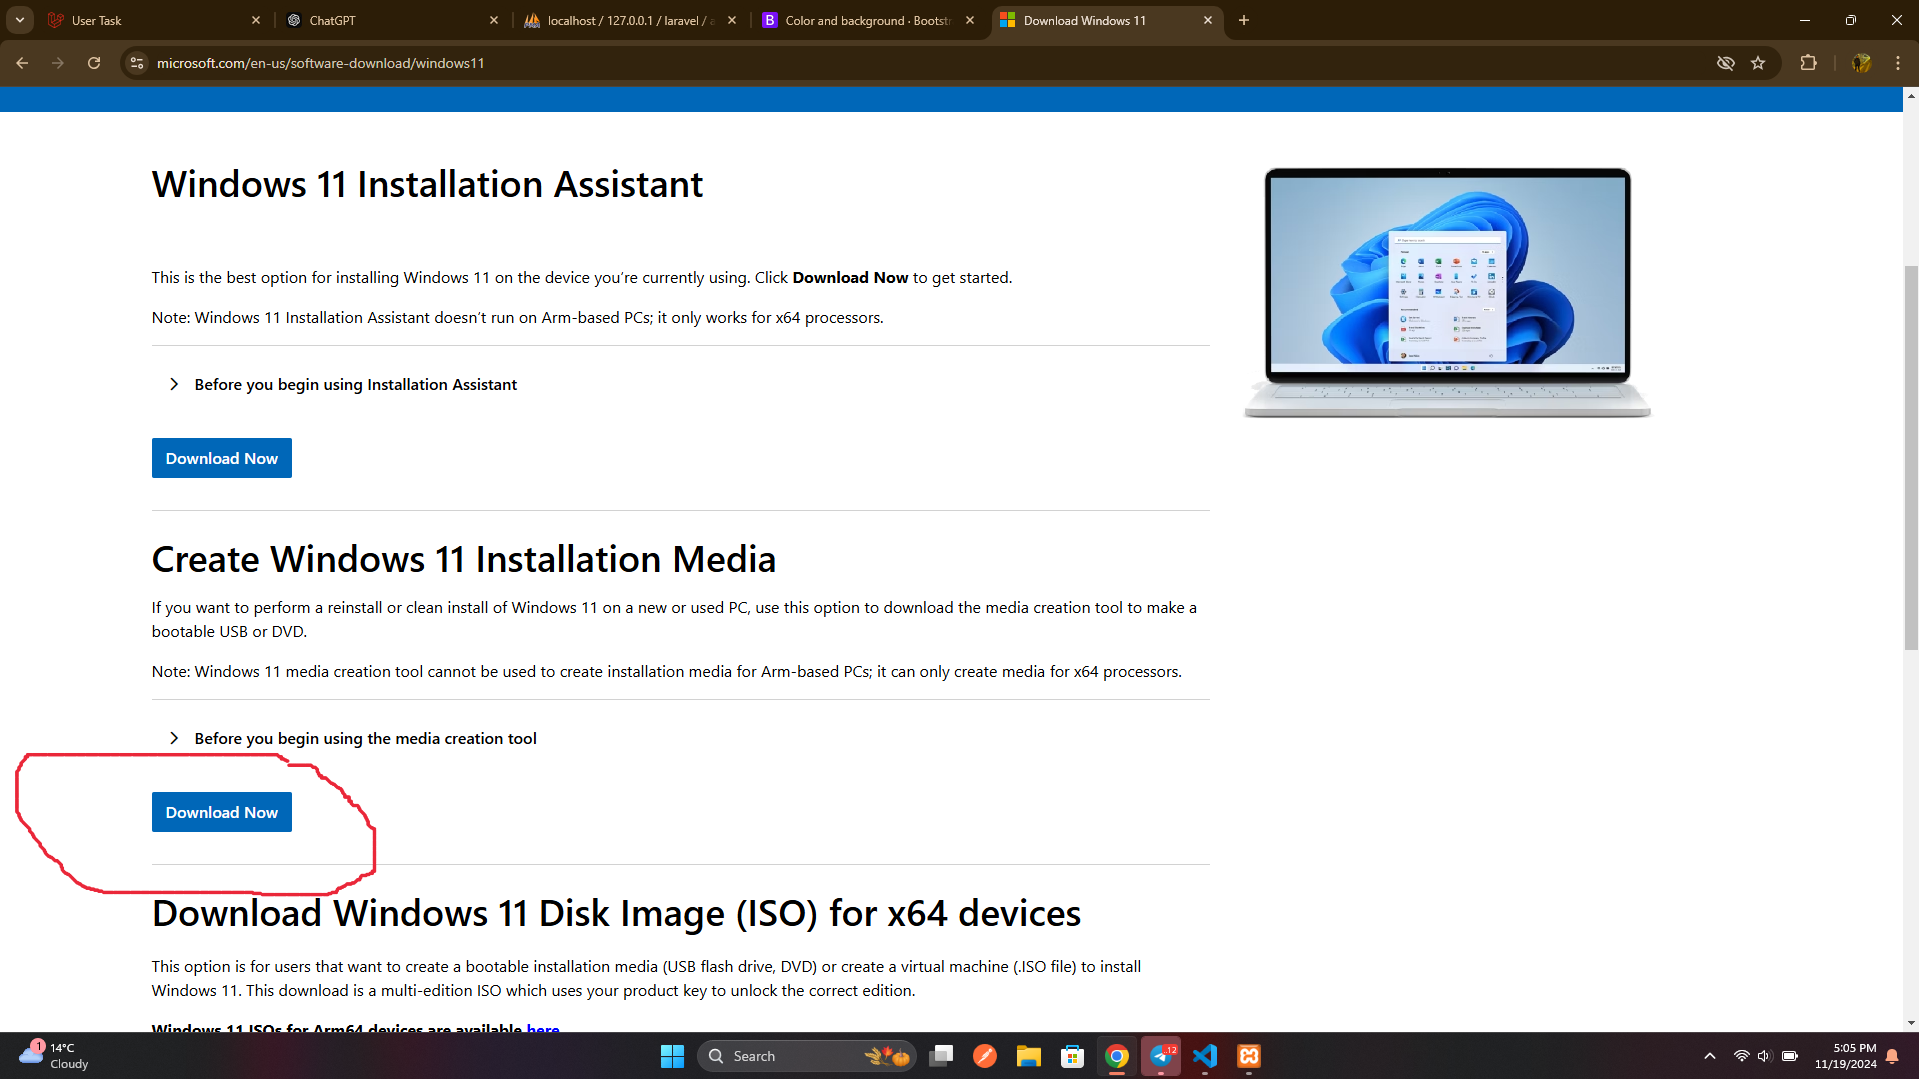 User Task
ChatGPT
localhost / 127.0.0.1 / laravel /
Color and background · Bootst
Download Windows 11
microsoft.com/en-us/software-download/windows11
Windows 11 Installation Assistant
This is the best option for installing Windows 11 on the device you're currently using. Click Download Now to get started.
Note: Windows 11 Installation Assistant doesn't run on Arm-based PCs; it only works for x64 processors.
Before you begin using Installation Assistant
Download Now
Create Windows 11 Installation Media
If you want to perform a reinstall or clean install of Windows 11 on a new or used PC, use this option to download the media creation tool to make a
bootable USB or DVD.
Note: Windows 11 media creation tool cannot be used to create installation media for Arm-based PCs; it can only create media for x64 processors.
Before you begin using the media creation tool
Download Now
Download Windows 11 Disk Image (ISO) for x64 devices
This option is for users that want to create a bootable installation media (USB flash drive, DVD) or create a virtual machine (.ISO file) to install
Windows 11. This download is a multi-edition ISO which uses your product key to unlock the correct edition.
Windows 11 ISOs for Arm64 devices are available here
1
14°C
Cloudy
Search
12
5:05 PM
11/19/2024